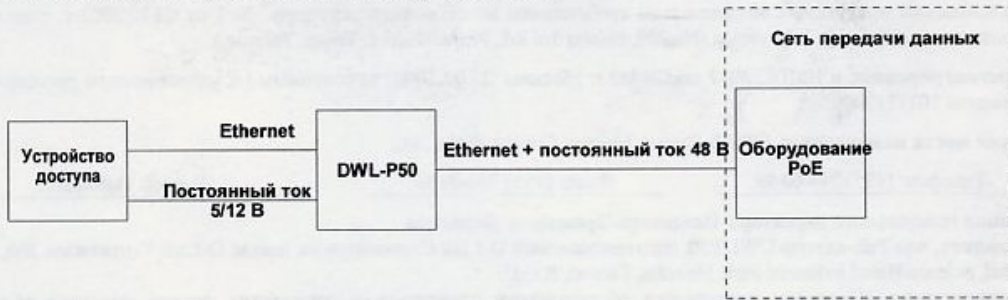 Сеть передачи данных
Устройство
доступа
Ethernet
Постоянный ток
5/12 В
DWL-P50
Ethernet + постоянный ток 48 В
Оборудование
PoE